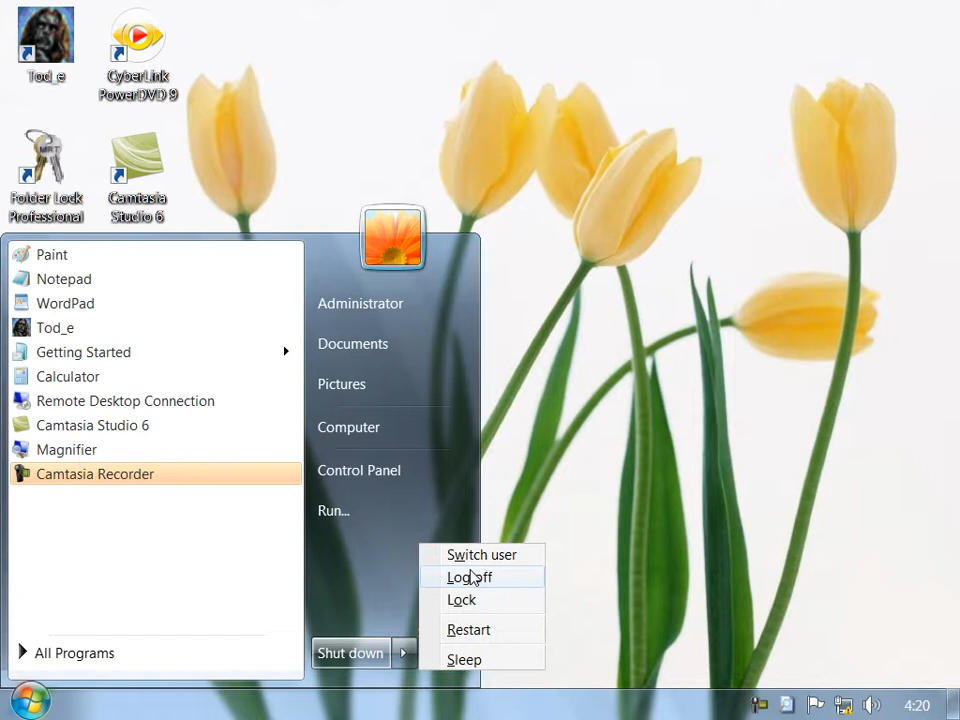 Tod_e
CyberLink
PowerDVD 9
MRT
Folder Lock
Professional
Camtasia
Studio 6
Paint
Notepad
WordPad
Tod_e
Getting Started
Calculator
Remote Desktop Connection
Camtasia Studio 6
Magnifier
Camtasia Recorder
All Programs
Administrator
Documents
Pictures
Computer
Control Panel
Run...
Shut down
Switch user
Log off
Lock
Restart
Sleep
4:20